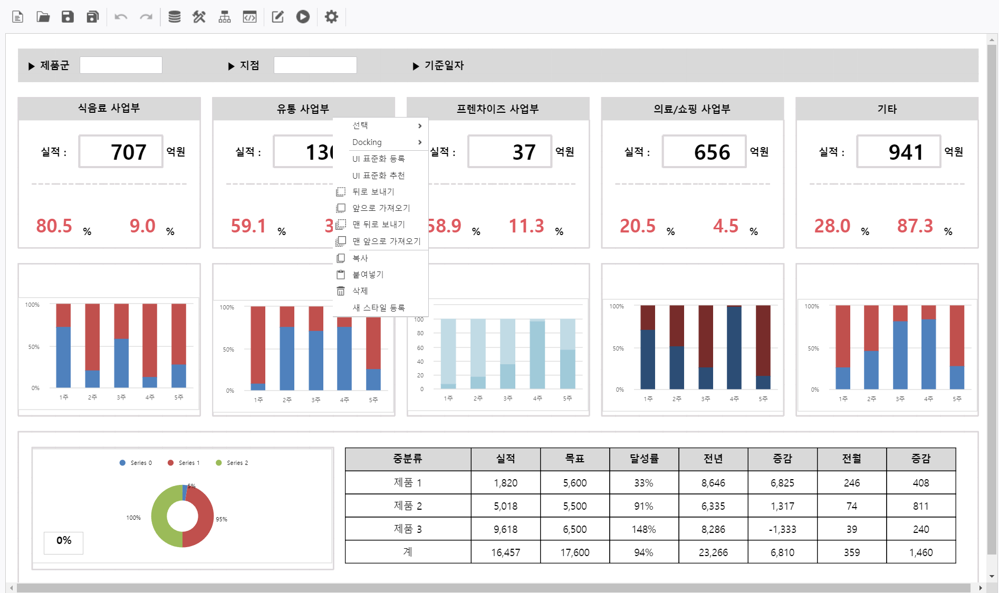 ▶ 제품군
▶ 지점
▶ 기준일자
식음료 사업부
유통 사업부
프렌차이즈 사업부
의료/쇼핑 사업부
기타
실적 : 707 억원
실적 : 130
실적 : 37 억원
실적 : 656 억원
실적 : 941 억원
80.5 % 9.0 %
59.1 % 3
58.9 % 11.3 %
20.5 % 4.5 %
28.0 % 87.3 %
선택
Docking
UI 표준화 등록
UI 표준화 추천
뒤로 보내기
앞으로 가져오기
맨 뒤로 보내기
맨 앞으로 가져오기
복사
붙여넣기
삭제
새 스타일 등록
100%
50%
0%
1주 2주 3주 4주 5주
100%
50%
0%
1주 2주 3주 4주 5주
100
80
60
40
20
0
1주 2주 3주 4주 5주
100%
50%
0%
1주 2주 3주 4주 5주
100%
50%
0%
1주 2주 3주 4주 5주
Series 0 Series 1 Series 2
5%
100%
95%
0%
중분류 실적 목표 달성률 전년 증감 전월 증감
제품 1 1,820 5,600 33% 8,646 6,825 246 408
제품 2 5,018 5,500 91% 6,335 1,317 74 811
제품 3 9,618 6,500 148% 8,286 -1,333 39 240
계 16,457 17,600 94% 23,266 6,810 359 1,460